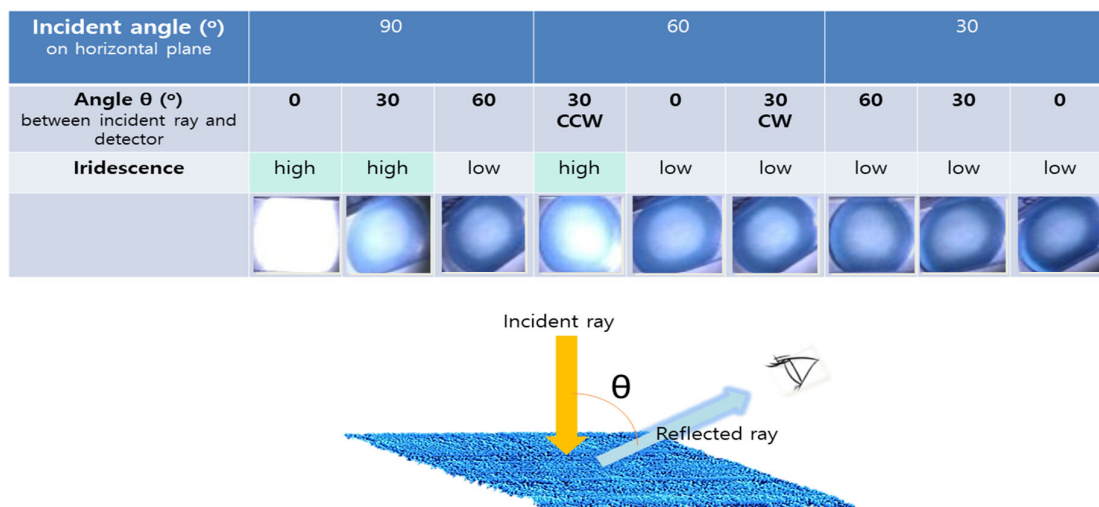 Incident angle (º) 90 60 30
on horizontal plane
Angle θ (º) 0 30 60 30 0 30 60 30 0
between incident ray and CCW CW
detector
Iridescence high high low high low low low low low
Incident ray
θ
Reflected ray